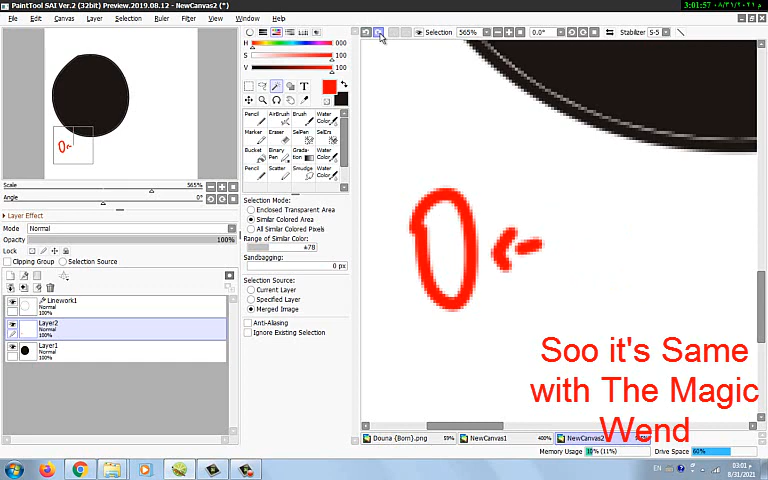 PaintTool SAI Ver.2 (32bit) Preview.2019.08.12 - NewCanvas2 (*)
3:01:57
File Edit Canvas Layer Selection Ruler Filter View Window Help
Selection 565% 0.0° Stabilizer S-5
H 000
S 100
V 100
Scale 565%
Angle 0°
Layer Effect
Mode Normal
Opacity 100%
Lock
Clipping Group Selection Source
Linework1
Normal
100%
Layer2
Normal
100%
Layer1
Normal
100%
Pencil AirBrush Brush Water Color
Marker Eraser SelPen SelErs
Bucket Binary Pen Gradation Water Color
Pencil Scatter Smudge Water Color
Selection Mode:
Enclosed Transparent Area
Similar Colored Area
All Similar Colored Pixels
Range of Similar Color:
±78
Sandbagging:
0 px
Selection Source:
Current Layer
Specified Layer
Merged Image
Anti-Aliasing
Ignore Existing Selection
Soo it's Same
with The Magic
Wend
Douna {Born}.png 59% NewCanvas1 400% NewCanvas2
Memory Usage 10% (11%) Drive Space 60%
EN 03:01
8/31/2021